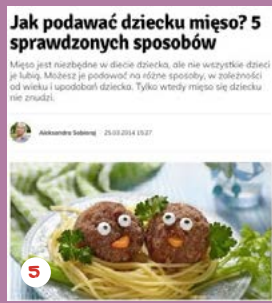 Jak podawać dziecku mięso? 5
sprawdzonych sposobów
Mięso jest niezbędne w diecie dziecka, ale nie wszystkie dzieci
je lubią. Możesz je podawać na różne sposoby, w zależności
od wieku i upodobań dziecka. Tylko wtedy mięso się dziecku
nie znudzi.
Aleksandra Sobieraj 25.03.2014 15:27
5